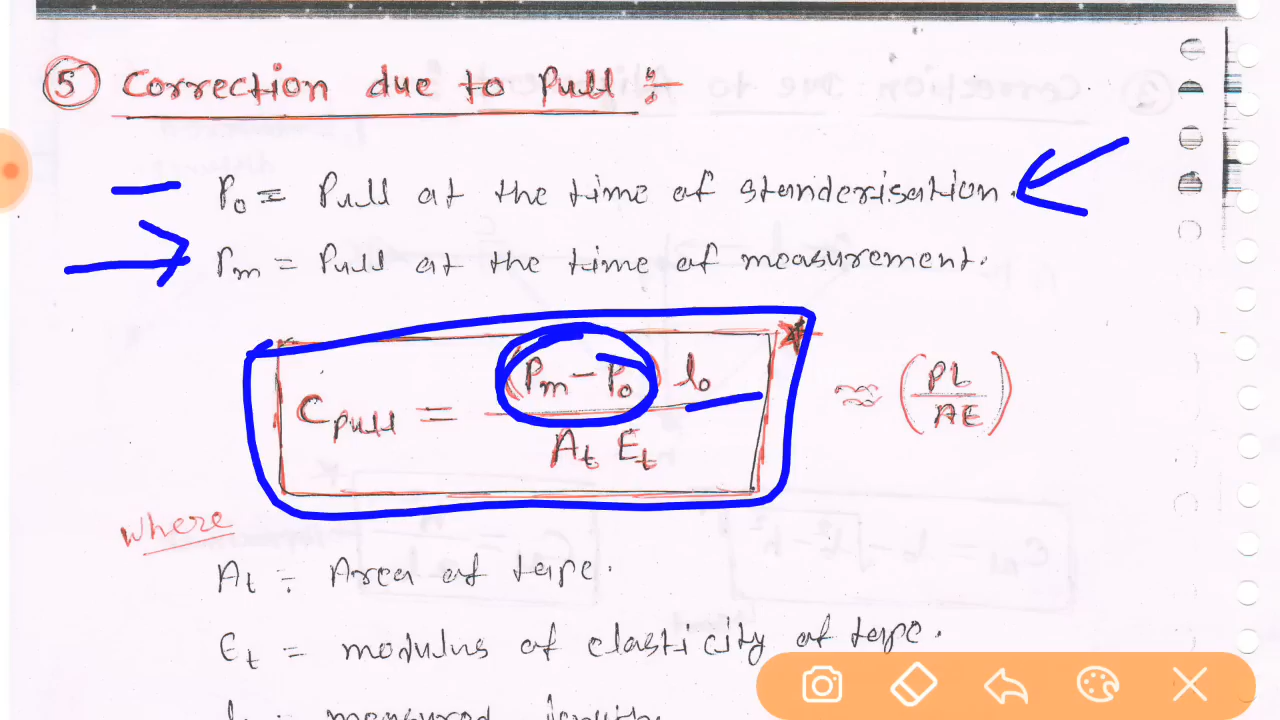 5 Correction due to Pull :-
P₀ = Pull at the time of standerisation.
Pm = Pull at the time of measurement.
Cpull = (Pm - P₀) l₀ / At Et ≈ (PL / AE)
where
At = Area of tape.
Et = modulus of elasticity of tape.
measured length